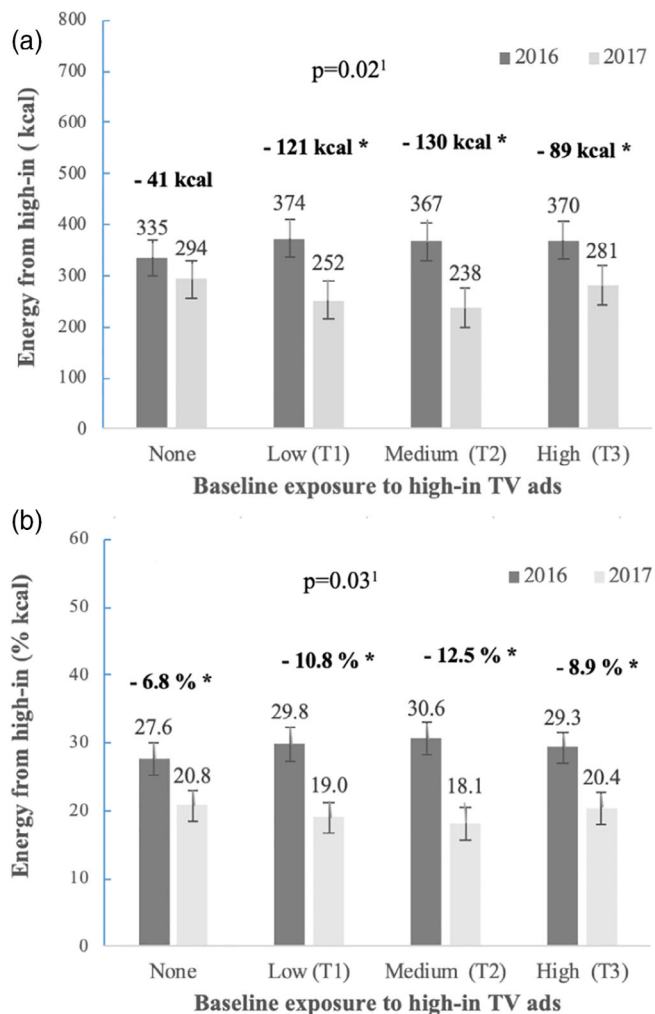 (a)
Energy from high-in ( kcal)
800
700
600
500
400
300
200
100
0
2016 2017
p=0.02¹
- 41 kcal
- 121 kcal *
- 130 kcal *
- 89 kcal *
335 294
374 252
367 238
370 281
None Low (T1) Medium (T2) High (T3)
Baseline exposure to high-in TV ads
(b)
Energy from high-in (% kcal)
60
50
40
30
20
10
0
2016 2017
p=0.03¹
- 6.8 % *
- 10.8 % *
- 12.5 % *
- 8.9 % *
27.6 20.8
29.8 19.0
30.6 18.1
29.3 20.4
None Low (T1) Medium (T2) High (T3)
Baseline exposure to high-in TV ads